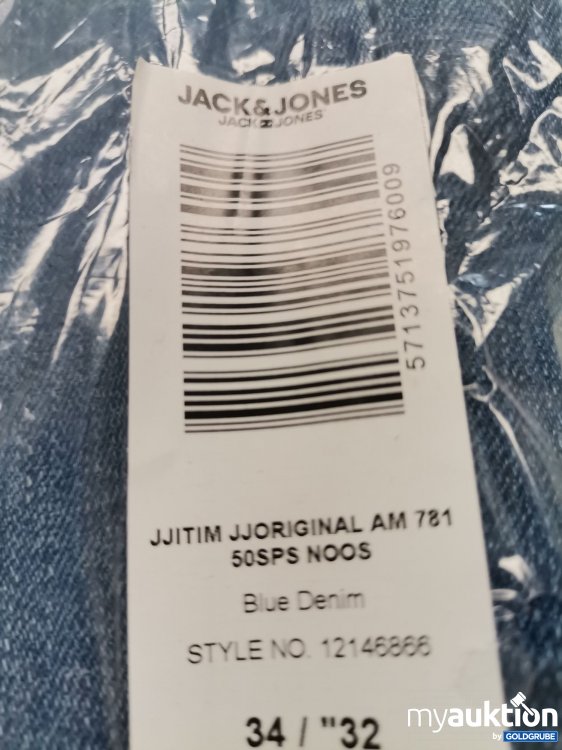 JACK&JONES
JACK JONES
5713751976009
JJITIM JJORIGINAL AM 781
50SPS NOOS
Blue Denim
STYLE NO. 12146866
34 / "32
myauktion
by GOLDGRUBE